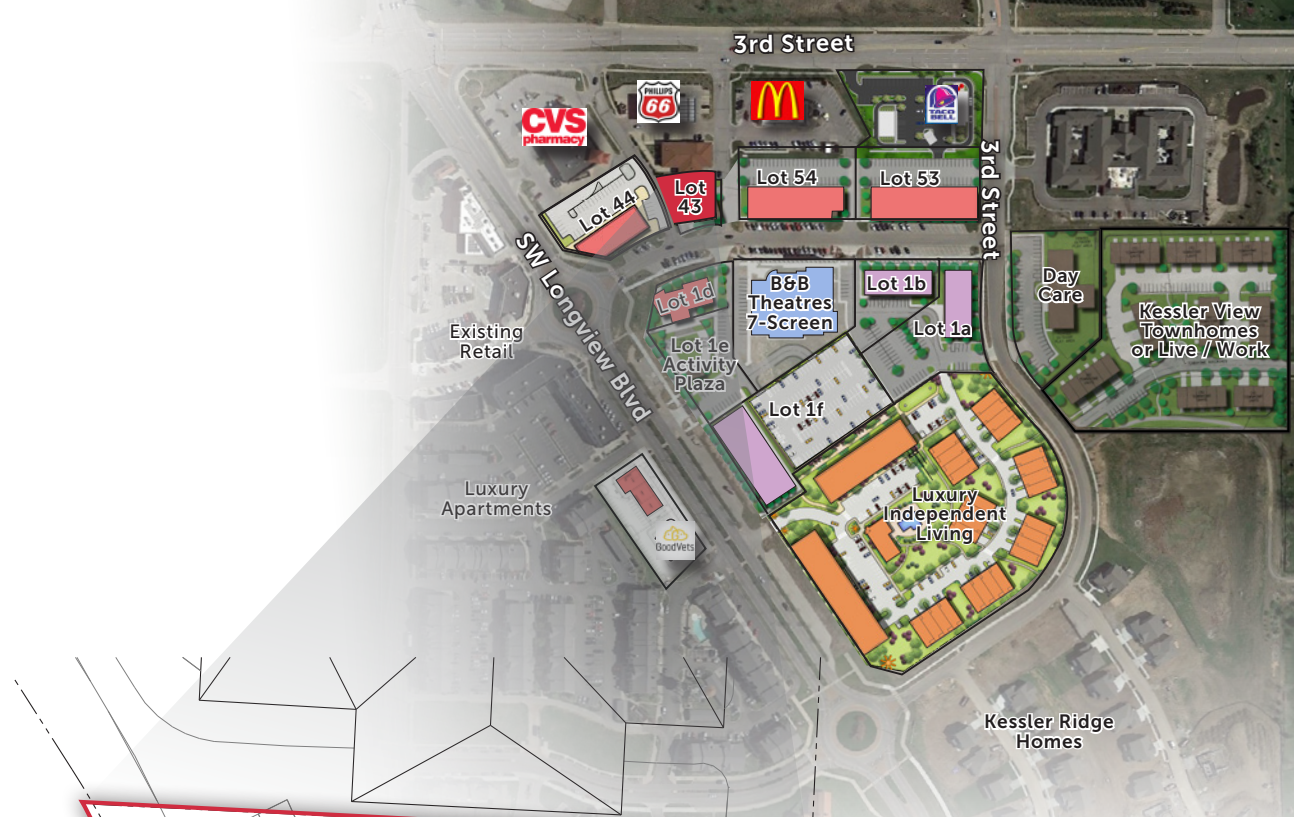 3rd Street
PHILLIPS
66
TACO
BELL
CVS
pharmacy
3rd Street
Lot 54
Lot 53
Lot
43
Lot 44
SW Longview Blvd
Day
Care
B&B
Theatres
7-Screen
Lot 1b
Lot 1d
Lot 1a
Kessler View
Townhomes
or Live / Work
Existing
Retail
Lot 1e
Activity
Plaza
Lot 1f
Luxury
Apartments
Luxury
Independent
Living
GoodVets
Kessler Ridge
Homes